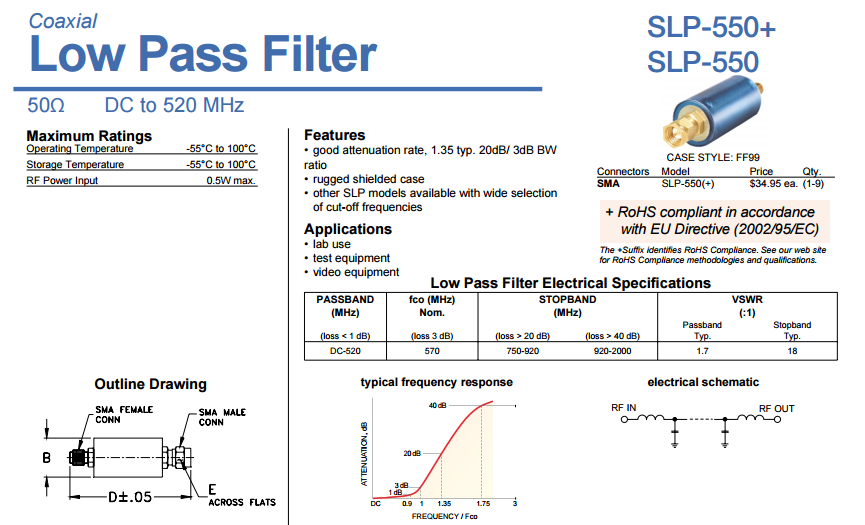 Coaxial
Low Pass Filter
50Ω DC to 520 MHz
SLP-550+
SLP-550
CASE STYLE: FF99
Connectors Model Price Qty.
SMA SLP-550(+) $34.95 ea. (1-9)
+ RoHS compliant in accordance
with EU Directive (2002/95/EC)
The +Suffix identifies RoHS Compliance. See our web site
for RoHS Compliance methodologies and qualifications.
Maximum Ratings
Operating Temperature -55°C to 100°C
Storage Temperature -55°C to 100°C
RF Power Input 0.5W max.
Features
• good attenuation rate, 1.35 typ. 20dB/ 3dB BW
ratio
• rugged shielded case
• other SLP models available with wide selection
of cut-off frequencies
Applications
• lab use
• test equipment
• video equipment
Low Pass Filter Electrical Specifications
PASSBAND fco (MHz) STOPBAND VSWR
(MHz) Nom. (MHz) (:1)
Passband Stopband
(loss < 1 dB) (loss 3 dB) (loss > 20 dB) (loss > 40 dB) Typ. Typ.
DC-520 570 750-920 920-2000 1.7 18
Outline Drawing
SMA FEMALE
CONN
SMA MALE
CONN
B
D±.05
E
ACROSS FLATS
typical frequency response
ATTENUATION, dB
40 dB
20 dB
3 dB
1 dB
DC 0.9 1 1.35 1.75 3
FREQUENCY / Fco
electrical schematic
RF IN RF OUT